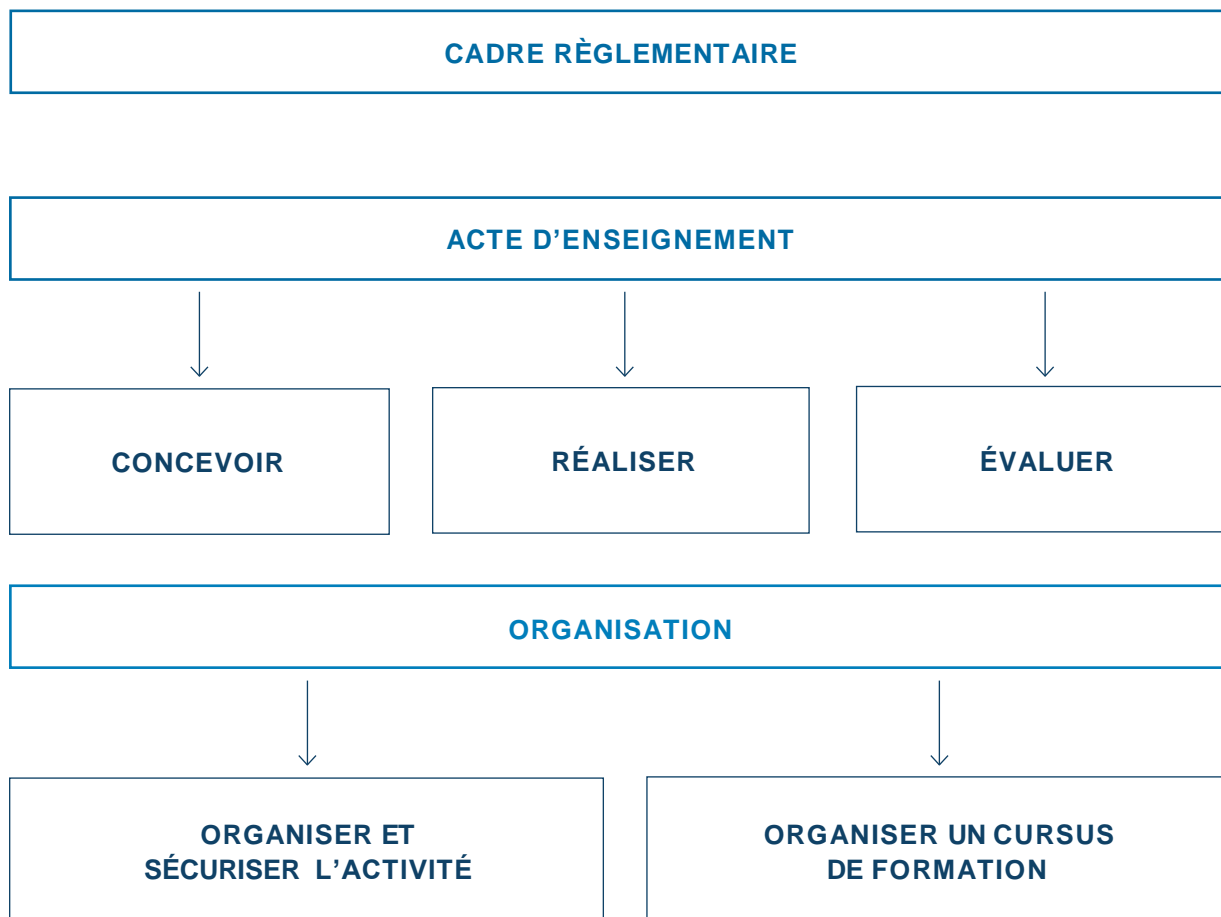 CADRE RÈGLEMENTAIRE
ACTE D’ENSEIGNEMENT
CONCEVOIR
RÉALISER
ÉVALUER
ORGANISATION
ORGANISER ET
SÉCURISER L’ACTIVITÉ
ORGANISER UN CURSUS
DE FORMATION